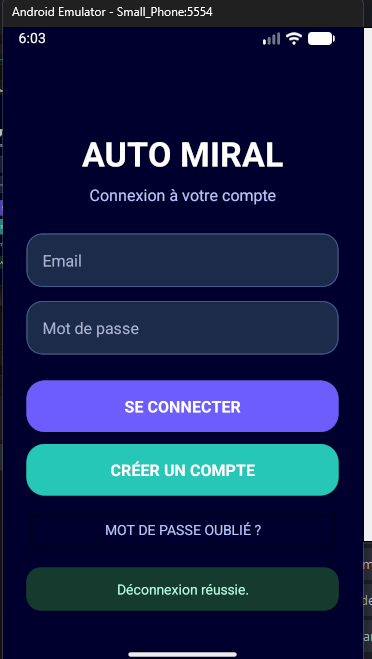 Android Emulator - Small_Phone:5554
6:03
AUTO MIRAL
Connexion à votre compte
Email
Mot de passe
SE CONNECTER
CRÉER UN COMPTE
MOT DE PASSE OUBLIÉ ?
Déconnexion réussie.